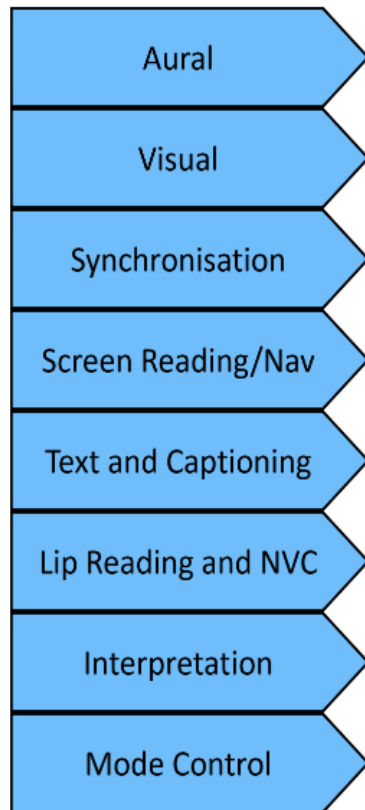 Aural
Visual
Synchronisation
Screen Reading/Nav
Text and Captioning
Lip Reading and NVC
Interpretation
Mode Control